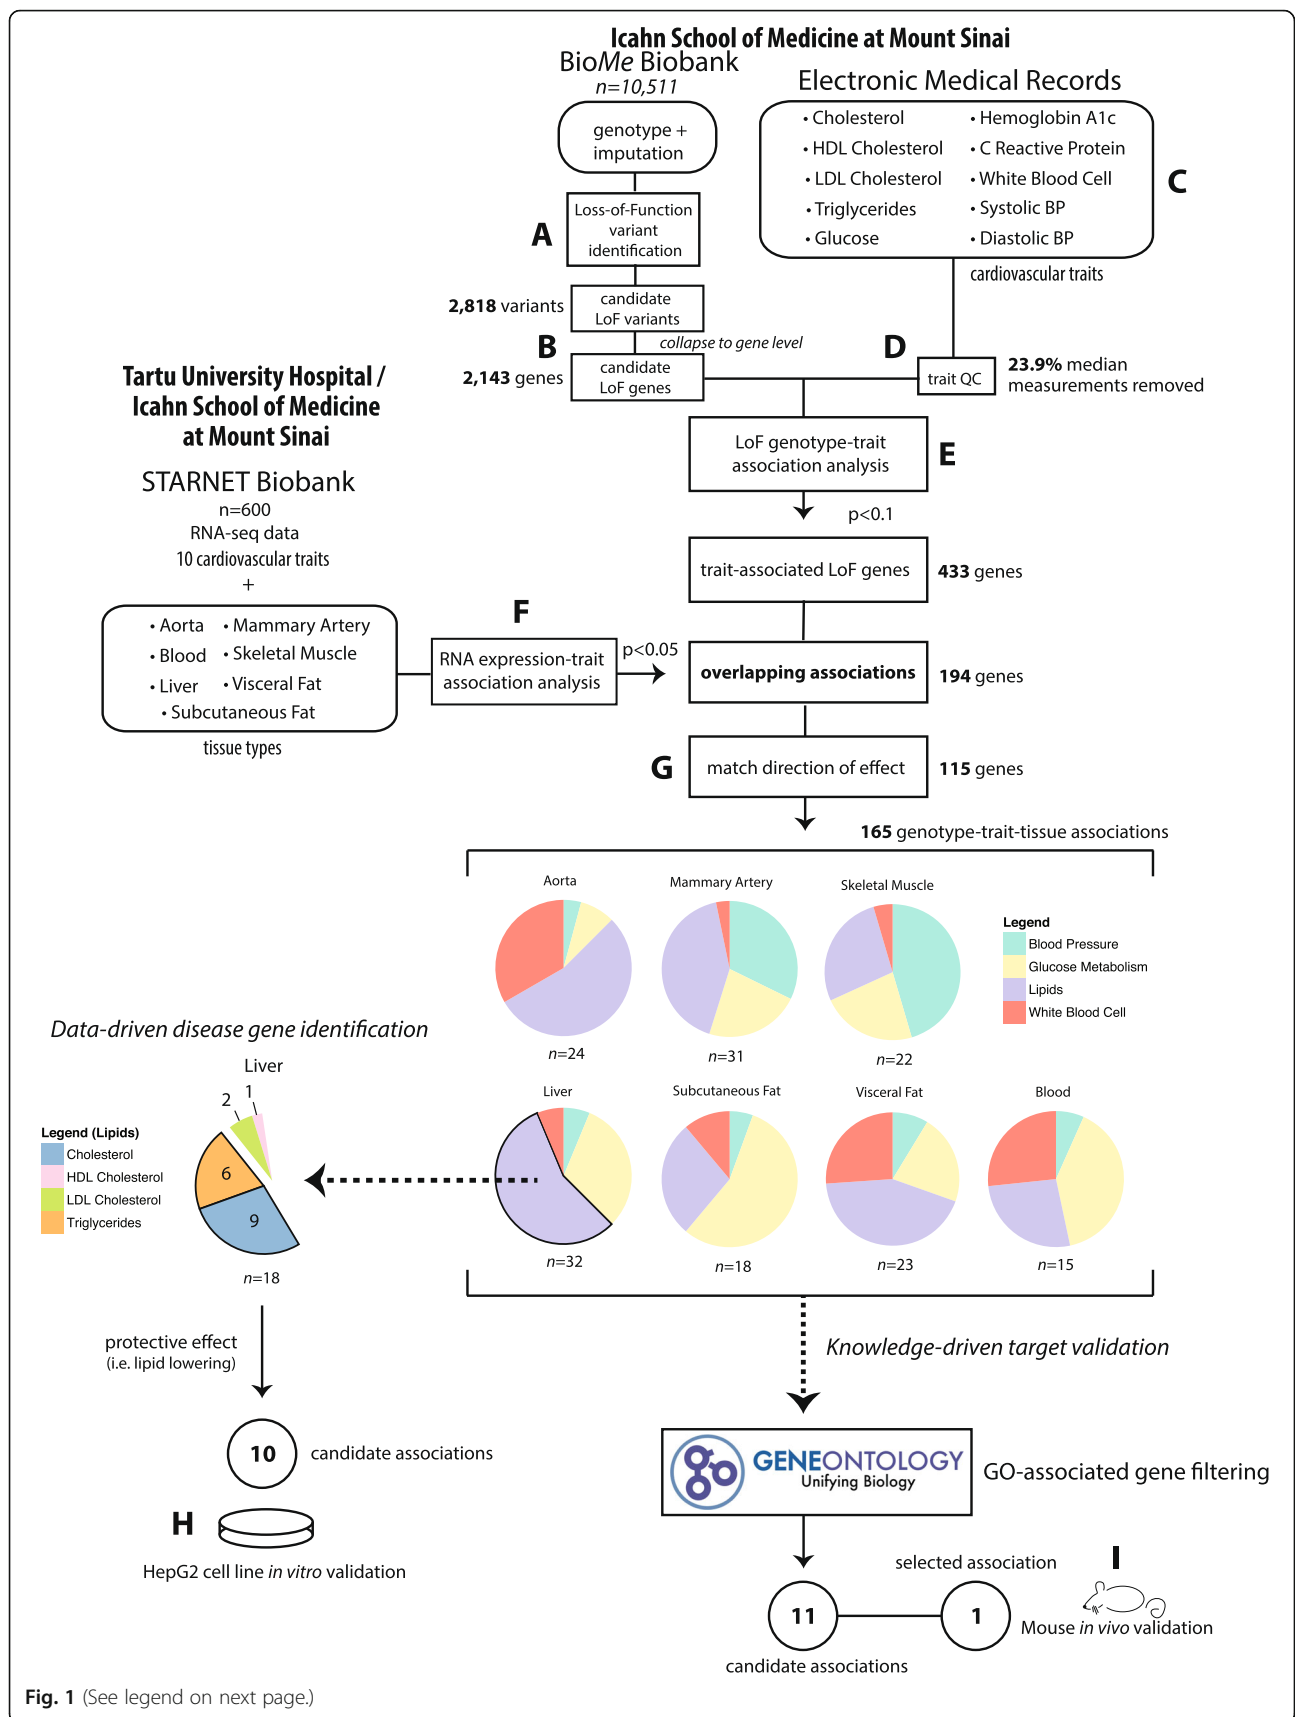 Icahn School of Medicine at Mount Sinai
BioMe Biobank
n=10,511
genotype +
imputation
Electronic Medical Records
• Cholesterol
• HDL Cholesterol
• LDL Cholesterol
• Triglycerides
• Glucose
• Hemoglobin A1c
• C Reactive Protein
• White Blood Cell
• Systolic BP
• Diastolic BP
C
cardiovascular traits
A
Loss-of-Function
variant
identification
2,818 variants
candidate
LoF variants
B
collapse to gene level
2,143 genes
candidate
LoF genes
D
trait QC
23.9% median
measurements removed
LoF genotype-trait
association analysis
E
p<0.1
trait-associated LoF genes
433 genes
Tartu University Hospital /
Icahn School of Medicine
at Mount Sinai
STARNET Biobank
n=600
RNA-seq data
10 cardiovascular traits
+
• Aorta
• Blood
• Liver
• Mammary Artery
• Skeletal Muscle
• Visceral Fat
• Subcutaneous Fat
tissue types
F
RNA expression-trait
association analysis
p<0.05
overlapping associations
194 genes
G
match direction of effect
115 genes
165 genotype-trait-tissue associations
Aorta
n=24
Mammary Artery
n=31
Skeletal Muscle
n=22
Legend
Blood Pressure
Glucose Metabolism
Lipids
White Blood Cell
Liver
n=32
Subcutaneous Fat
n=18
Visceral Fat
n=23
Blood
n=15
Data-driven disease gene identification
Liver
2
1
6
9
n=18
Legend (Lipids)
Cholesterol
HDL Cholesterol
LDL Cholesterol
Triglycerides
protective effect
(i.e. lipid lowering)
10
candidate associations
H
HepG2 cell line in vitro validation
Knowledge-driven target validation
GENEONTOLOGY
Unifying Biology
GO-associated gene filtering
selected association
I
11
1
Mouse in vivo validation
candidate associations
Fig. 1 (See legend on next page.)